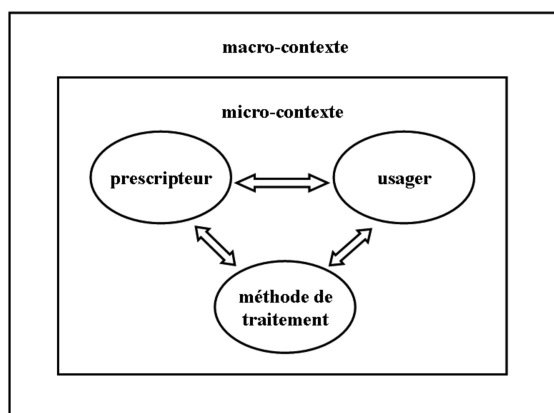 macro-contexte
micro-contexte
prescripteur
usager
méthode de
traitement